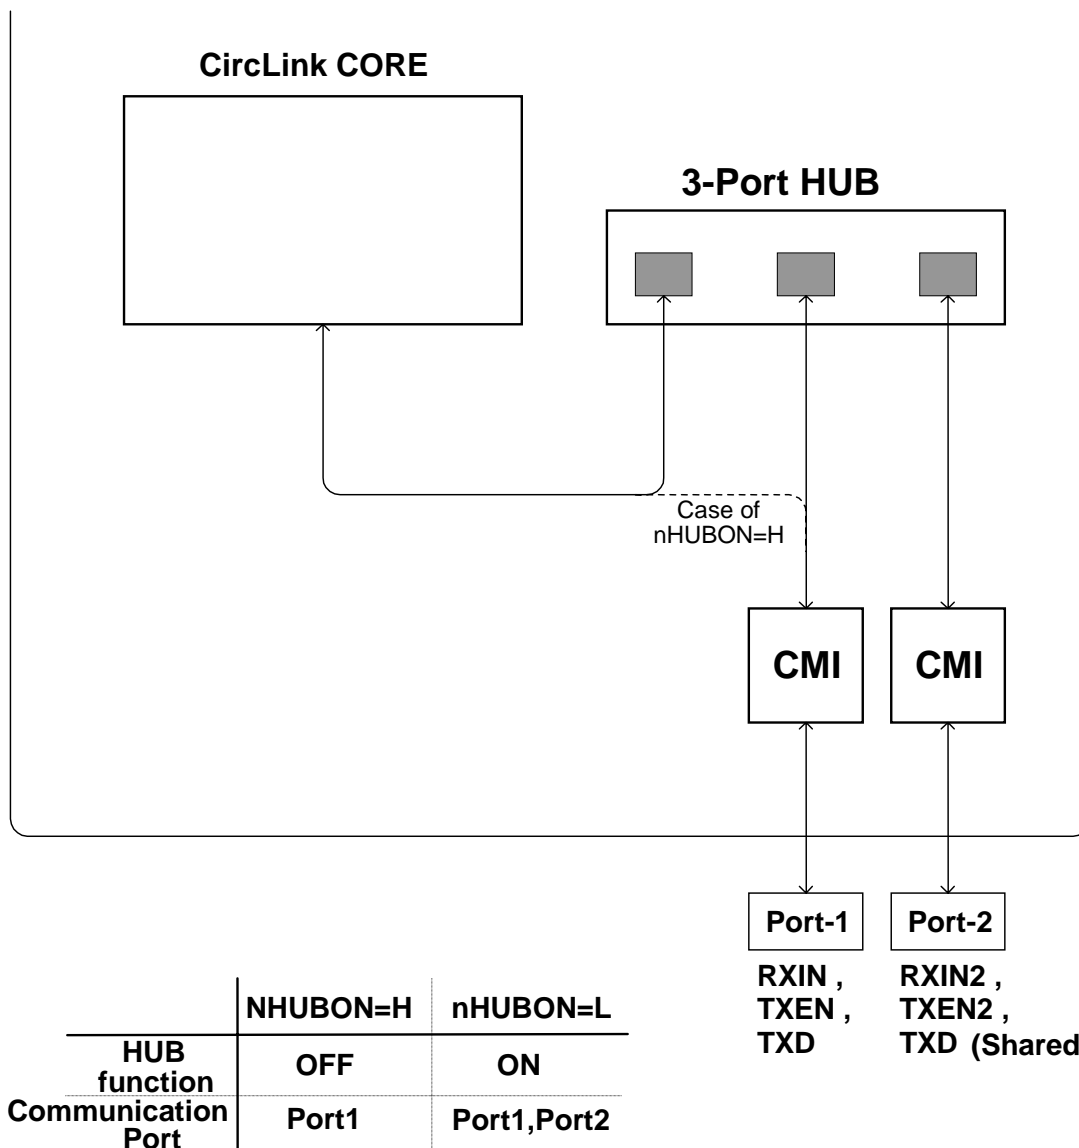 CircLink CORE
3-Port HUB
Case of
nHUBON=H
CMI
CMI
Port-1
Port-2
RXIN ,
TXEN ,
TXD
RXIN2 ,
TXEN2 ,
TXD (Shared
NHUBON=H nHUBON=L
HUB
function
OFF ON
Communication
Port
Port1 Port1,Port2